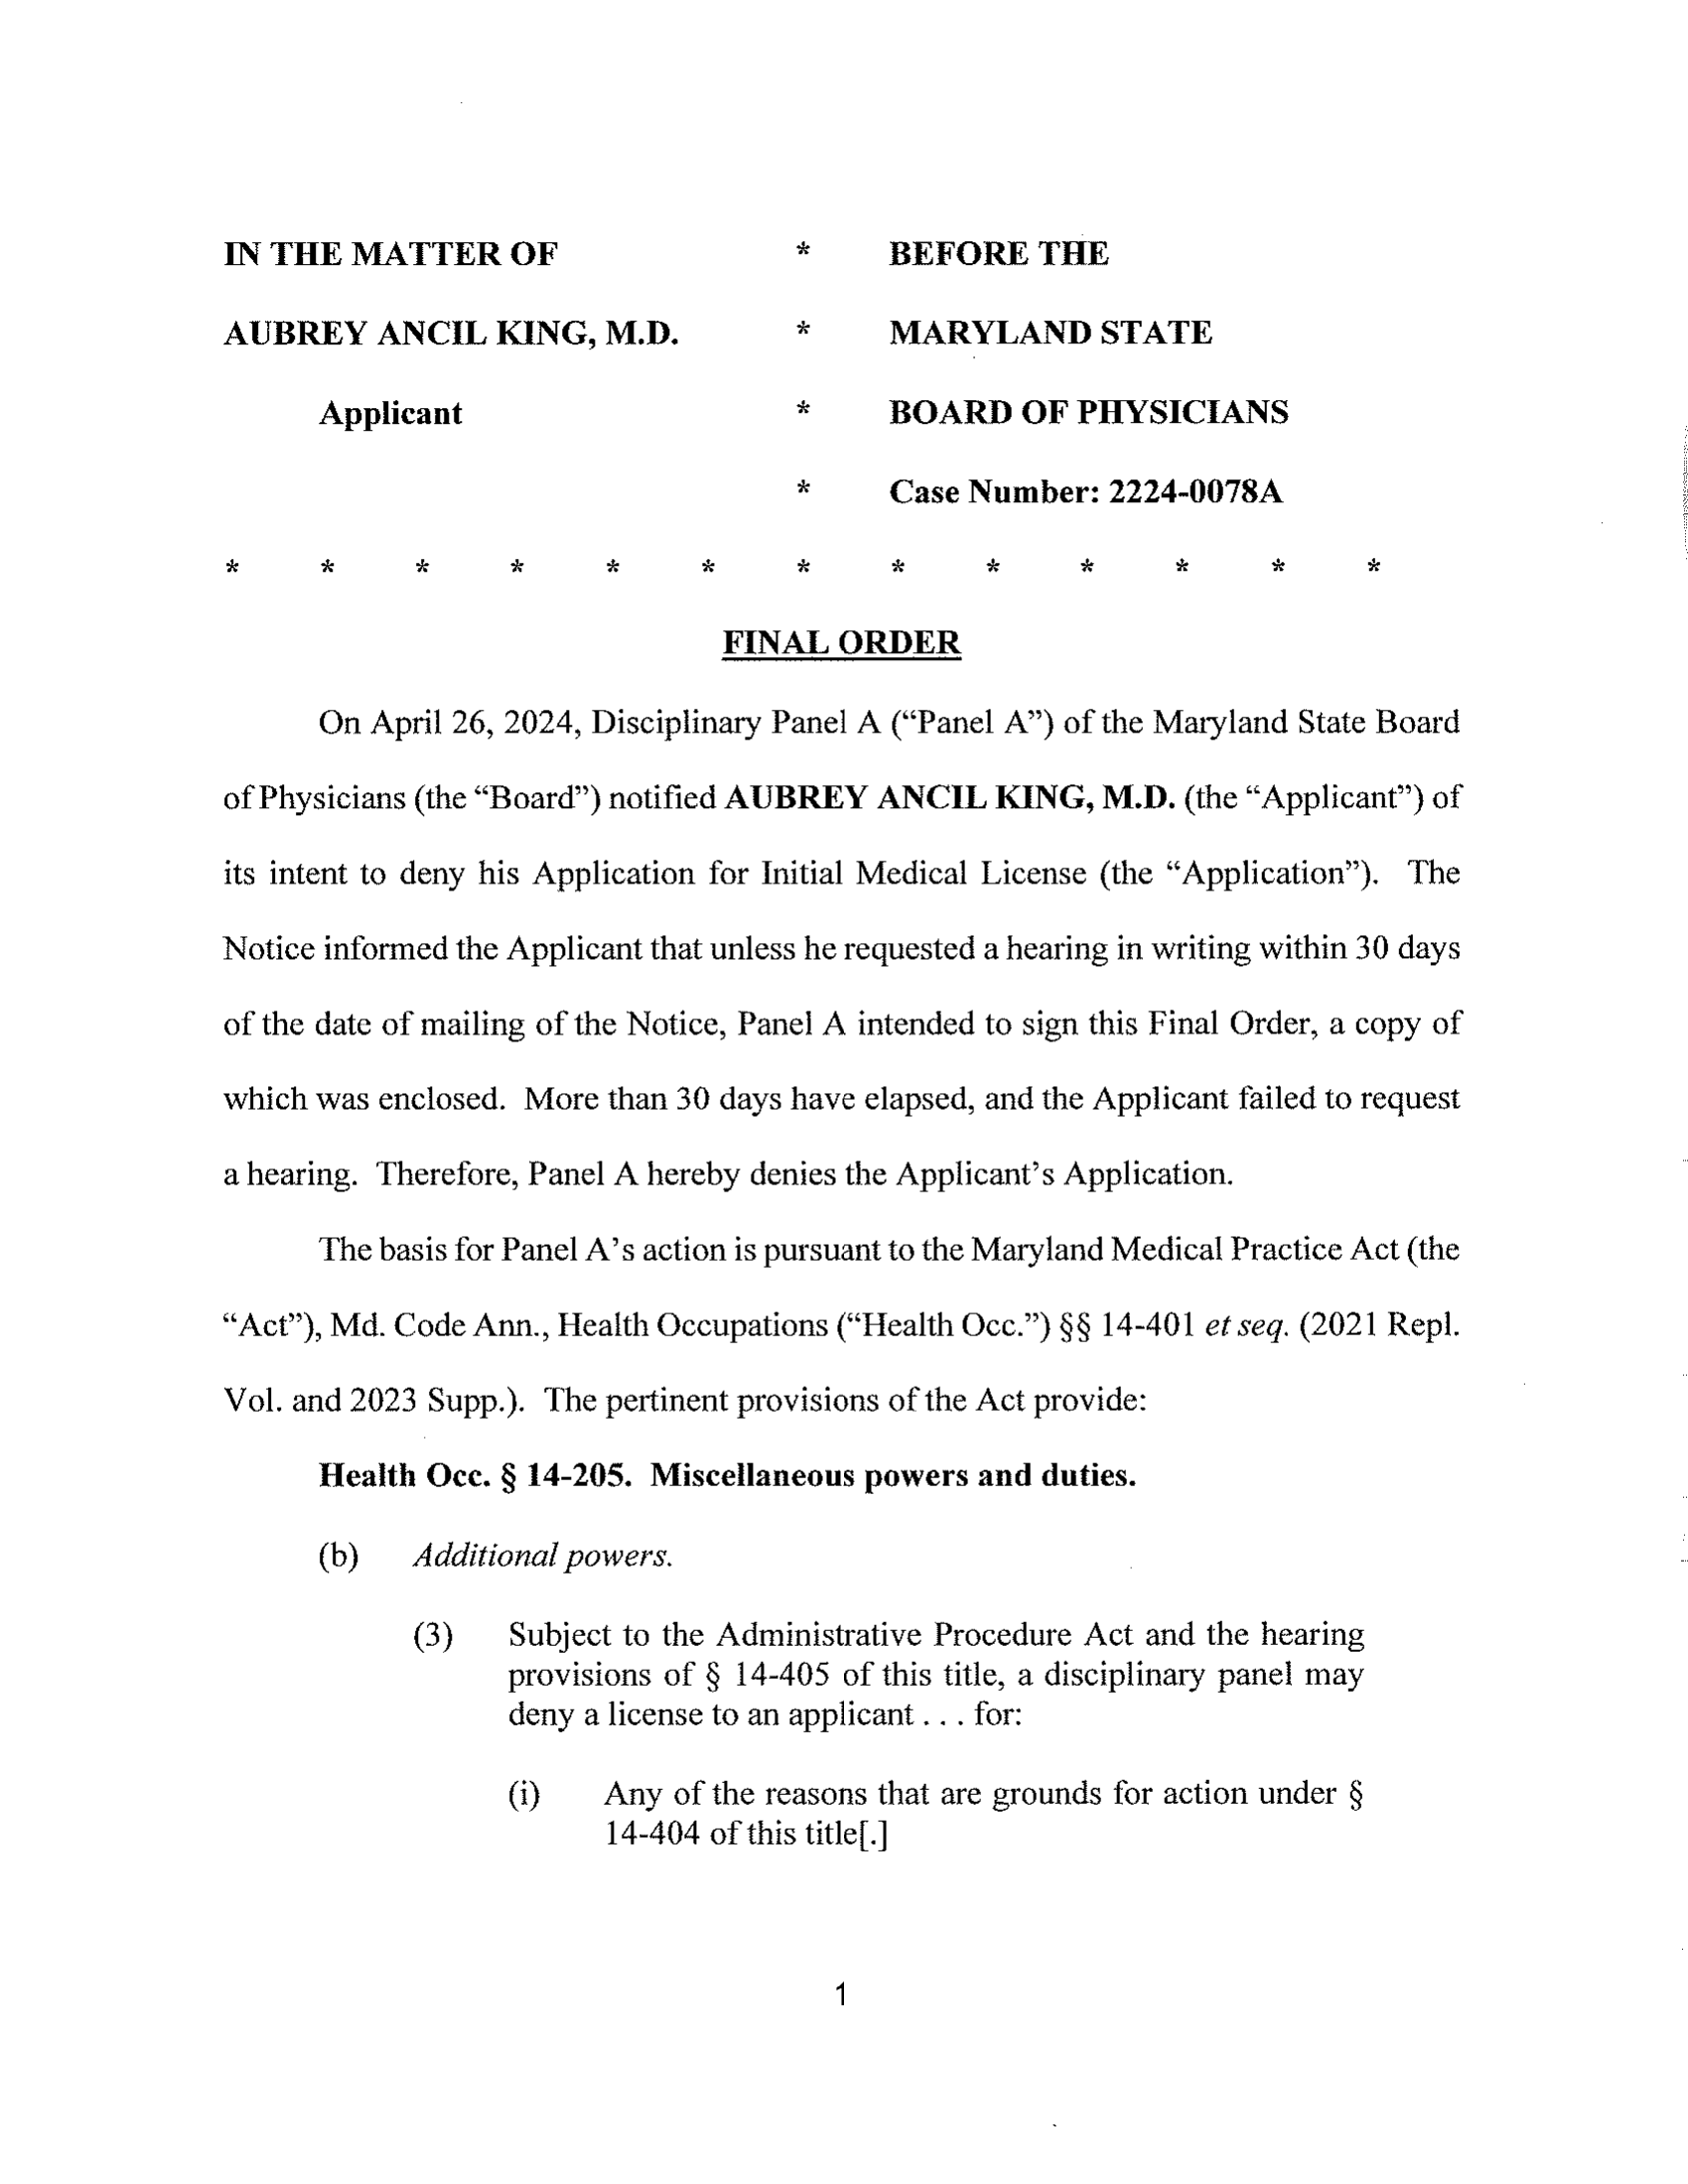 IN THE MATTER OF * BEFORE THE
AUBREY ANCIL KING, M.D. * MARYLAND STATE
Applicant * BOARD OF PHYSICIANS
* Case Number: 2224-0078A
* * * * * * * * * * * * *
FINAL ORDER
On April 26, 2024, Disciplinary Panel A (“Panel A”) of the Maryland State Board
of Physicians (the “Board”) notified AUBREY ANCIL KING, M.D. (the “Applicant”) of
its intent to deny his Application for Initial Medical License (the “Application”). The
Notice informed the Applicant that unless he requested a hearing in writing within 30 days
of the date of mailing of the Notice, Panel A intended to sign this Final Order, a copy of
which was enclosed. More than 30 days have elapsed, and the Applicant failed to request
a hearing. Therefore, Panel A hereby denies the Applicant’s Application.
The basis for Panel A’s action is pursuant to the Maryland Medical Practice Act (the
“Act”), Md. Code Ann., Health Occupations (“Health Occ.”) §§ 14-401 et seq. (2021 Repl.
Vol. and 2023 Supp.). The pertinent provisions of the Act provide:
Health Occ. § 14-205. Miscellaneous powers and duties.
(b) Additional powers.
(3) Subject to the Administrative Procedure Act and the hearing
provisions of § 14-405 of this title, a disciplinary panel may
deny a license to an applicant . . . for:
(i) Any of the reasons that are grounds for action under §
14-404 of this title[.]
1